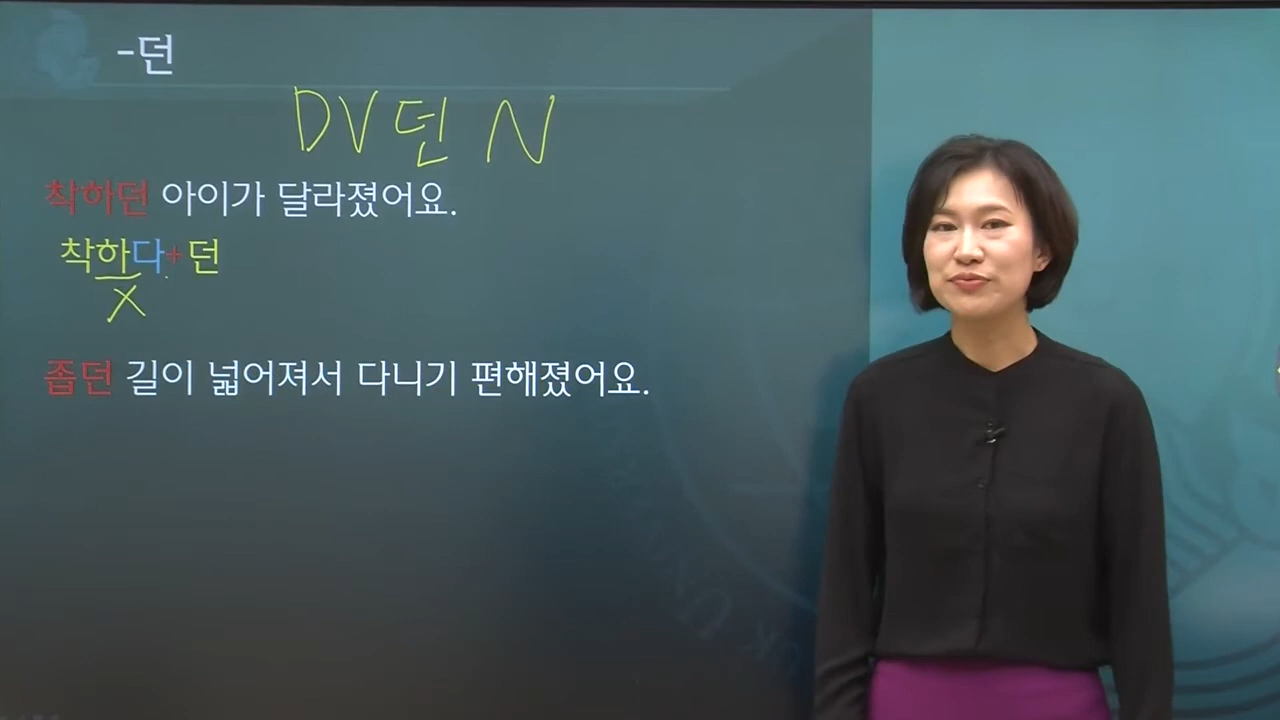 -던
DV던 N
착하던 아이가 달라졌어요.
착하다+던
X
좁던 길이 넓어져서 다니기 편해졌어요.